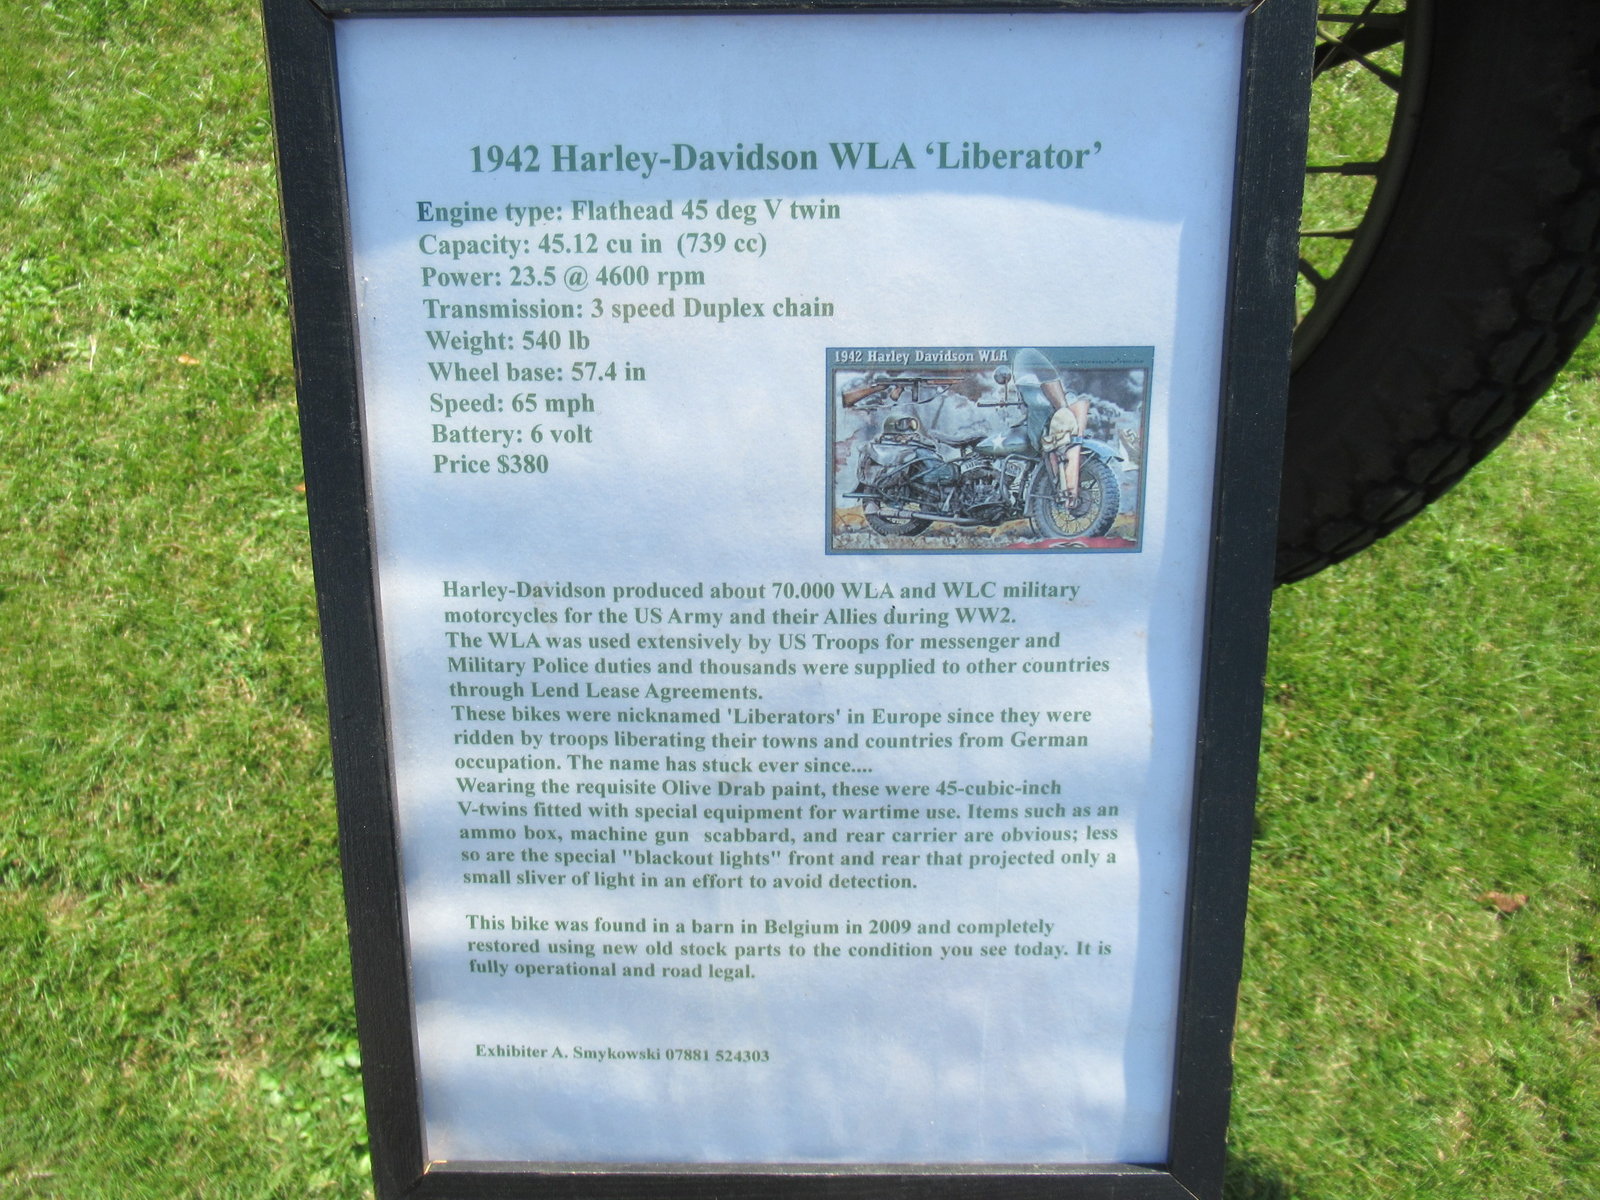 1942 Harley-Davidson WLA ‘Liberator’
Engine type: Flathead 45 deg V twin
Capacity: 45.12 cu in (739 cc)
Power: 23.5 @ 4600 rpm
Transmission: 3 speed Duplex chain
Weight: 540 lb
Wheel base: 57.4 in
Speed: 65 mph
Battery: 6 volt
Price $380
1942 Harley Davidson WLA
Harley-Davidson produced about 70.000 WLA and WLC military
motorcycles for the US Army and their Allies during WW2.
The WLA was used extensively by US Troops for messenger and
Military Police duties and thousands were supplied to other countries
through Lend Lease Agreements.
These bikes were nicknamed 'Liberators' in Europe since they were
ridden by troops liberating their towns and countries from German
occupation. The name has stuck ever since....
Wearing the requisite Olive Drab paint, these were 45-cubic-inch
V-twins fitted with special equipment for wartime use. Items such as an
ammo box, machine gun scabbard, and rear carrier are obvious; less
so are the special "blackout lights" front and rear that projected only a
small sliver of light in an effort to avoid detection.
This bike was found in a barn in Belgium in 2009 and completely
restored using new old stock parts to the condition you see today. It is
fully operational and road legal.
Exhibiter A. Smykowski 07881 524303